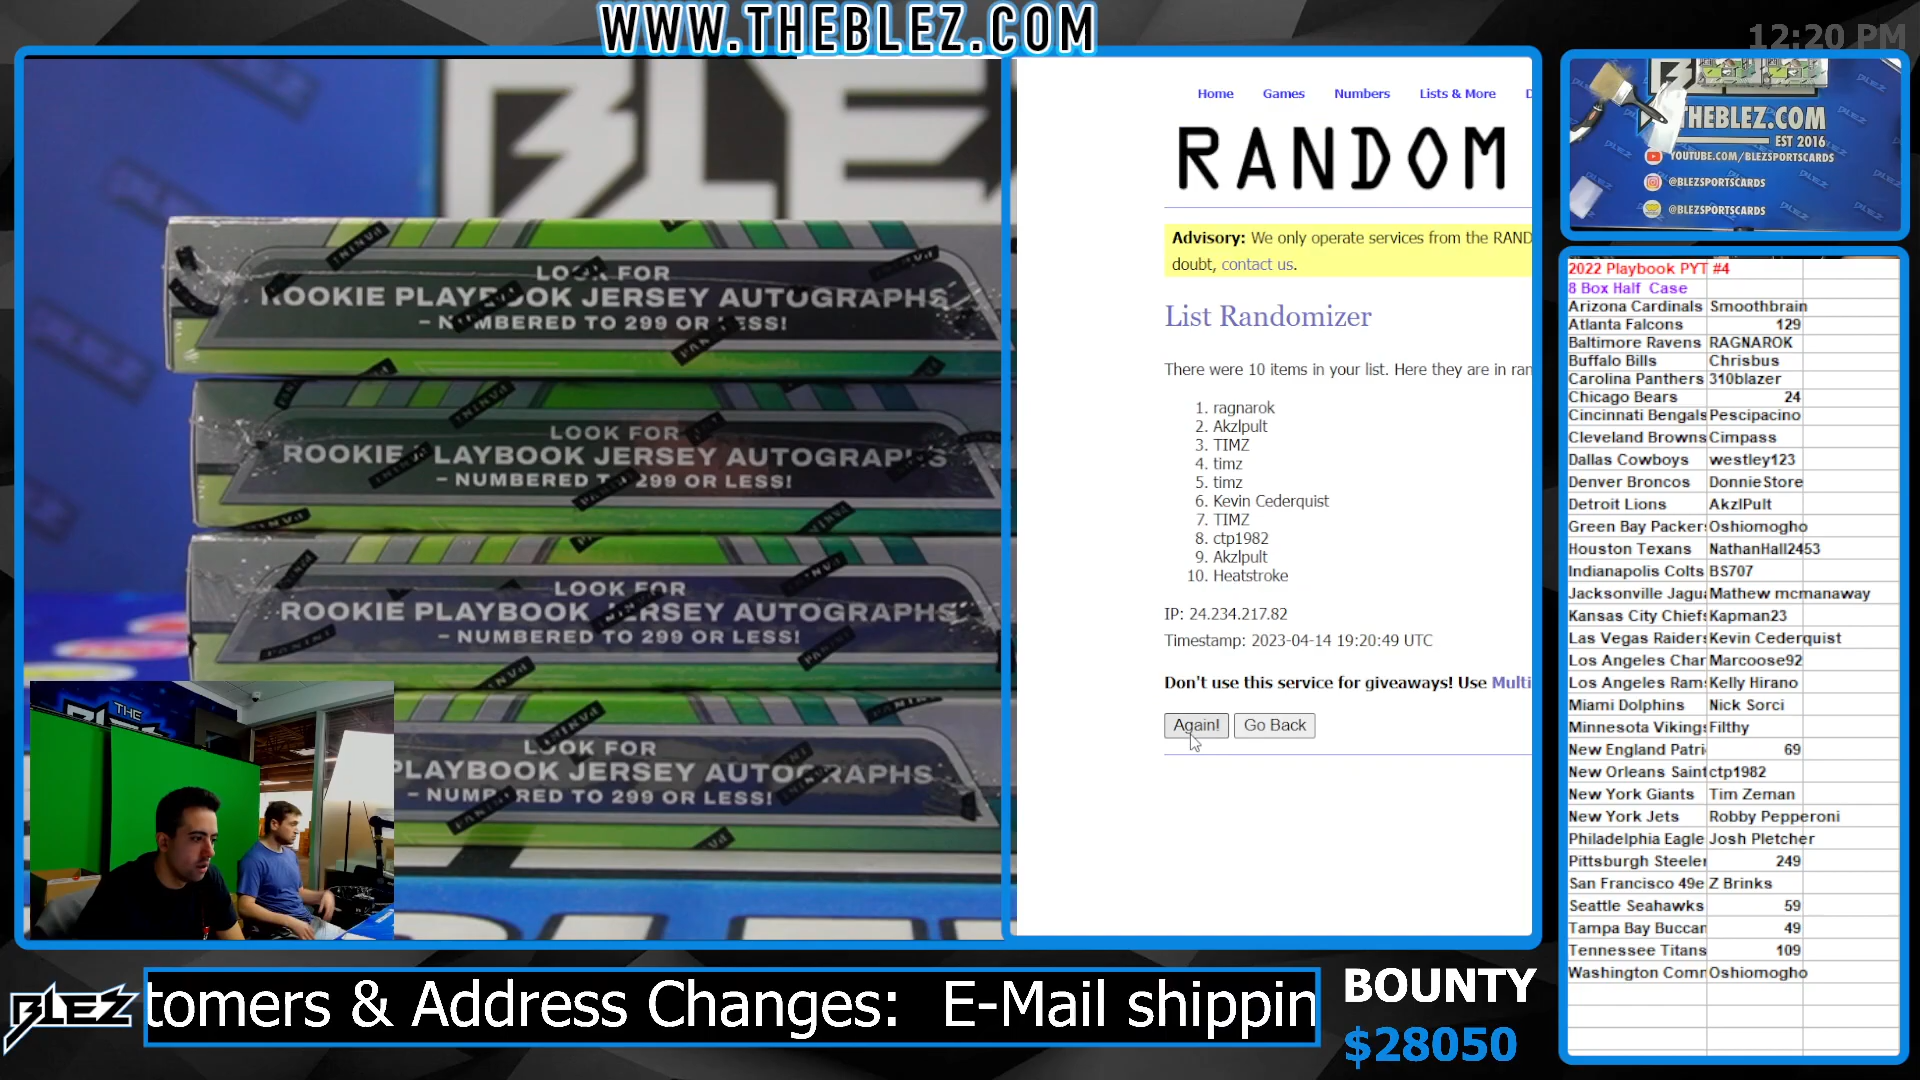 WWW.THEBLEZ.COM
12:20 PM
BLEZ
LOOK FOR
ROOKIE PLAYBOOK JERSEY AUTOGRAPHS
– NUMBERED TO 299 OR LESS!
LOOK FOR
ROOKIE PLAYBOOK JERSEY AUTOGRAPHS
– NUMBERED TO 299 OR LESS!
LOOK FOR
ROOKIE PLAYBOOK JERSEY AUTOGRAPHS
– NUMBERED TO 299 OR LESS!
LOOK FOR
PLAYBOOK JERSEY AUTOGRAPHS
– NUMBERED TO 299 OR LESS!
THE
Home Games Numbers Lists & More D
RANDOM
Advisory: We only operate services from the RAND
doubt, contact us.
List Randomizer
There were 10 items in your list. Here they are in ran
1. ragnarok
2. Akzlpult
3. TIMZ
4. timz
5. timz
6. Kevin Cederquist
7. TIMZ
8. ctp1982
9. Akzlpult
10. Heatstroke
IP: 24.234.217.82
Timestamp: 2023-04-14 19:20:49 UTC
Don't use this service for giveaways! Use Multi
Again! Go Back
THEBLEZ.COM
EST 2016
YOUTUBE.COM/BLEZSPORTSCARDS
@BLEZSPORTSCARDS
@BLEZSPORTSCARDS
2022 Playbook PYT #4
8 Box Half Case
Arizona Cardinals Smoothbrain
Atlanta Falcons 129
Baltimore Ravens RAGNAROK
Buffalo Bills Chrisbus
Carolina Panthers 310blazer
Chicago Bears 24
Cincinnati Bengals Pescipacino
Cleveland Browns Cimpass
Dallas Cowboys westley123
Denver Broncos DonnieStore
Detroit Lions AkzlPult
Green Bay Packer Oshiomogho
Houston Texans NathanHall2453
Indianapolis Colts BS707
Jacksonville Jagu Mathew mcmanaway
Kansas City Chiefs Kapman23
Las Vegas Raiders Kevin Cederquist
Los Angeles Char Marcoose92
Los Angeles Rams Kelly Hirano
Miami Dolphins Nick Sorci
Minnesota Vikings Filthy
New England Patri 69
New Orleans Saint ctp1982
New York Giants Tim Zeman
New York Jets Robby Pepperoni
Philadelphia Eagle Josh Pletcher
Pittsburgh Steeler 249
San Francisco 49e Z Brinks
Seattle Seahawks 59
Tampa Bay Buccan 49
Tennessee Titans 109
Washington Comm Oshiomogho
BLEZ
tomers & Address Changes: E-Mail shippin
BOUNTY
$28050